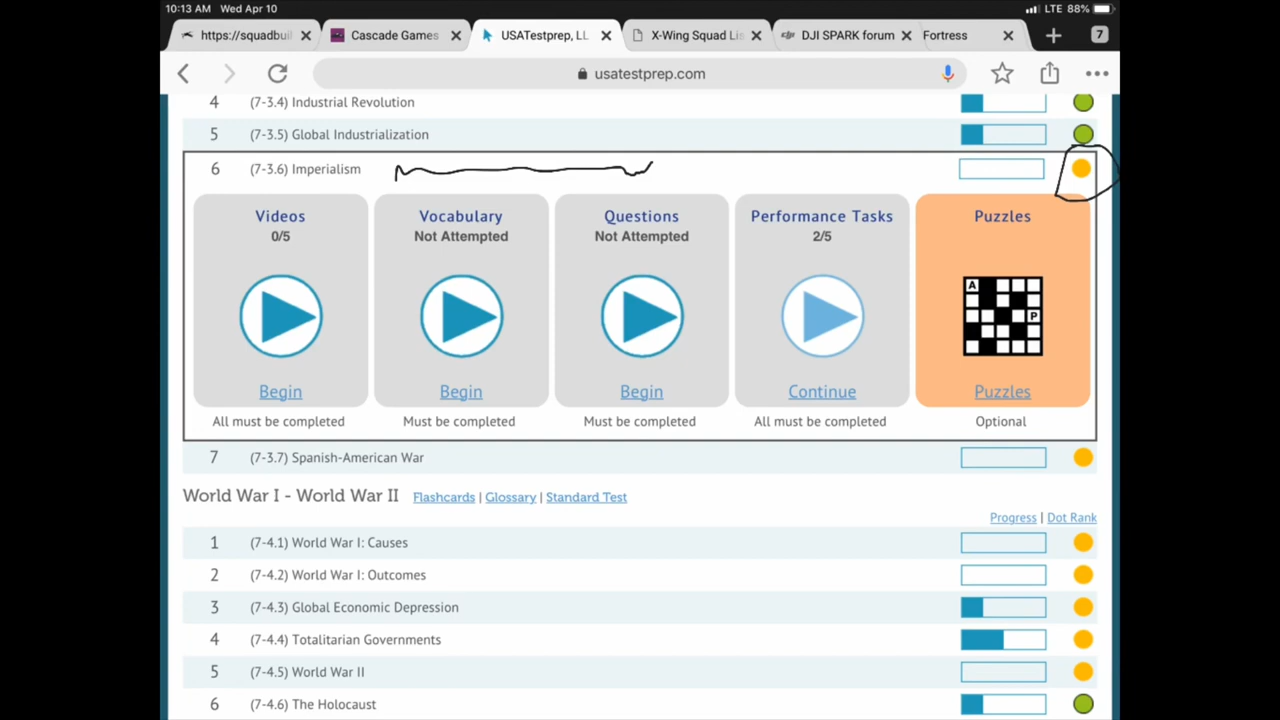 10:13 AM Wed Apr 10 LTE 88%
https://squadbuil Cascade Games USATestprep, LL X-Wing Squad Lis DJI SPARK forum Fortress 7
usatestprep.com
4 (7-3.4) Industrial Revolution
5 (7-3.5) Global Industrialization
6 (7-3.6) Imperialism
Videos Vocabulary Questions Performance Tasks Puzzles
0/5 Not Attempted Not Attempted 2/5
A
P
Begin Begin Begin Continue Puzzles
All must be completed Must be completed Must be completed All must be completed Optional
7 (7-3.7) Spanish-American War
World War I - World War II Flashcards | Glossary | Standard Test
Progress | Dot Rank
1 (7-4.1) World War I: Causes
2 (7-4.2) World War I: Outcomes
3 (7-4.3) Global Economic Depression
4 (7-4.4) Totalitarian Governments
5 (7-4.5) World War II
6 (7-4.6) The Holocaust